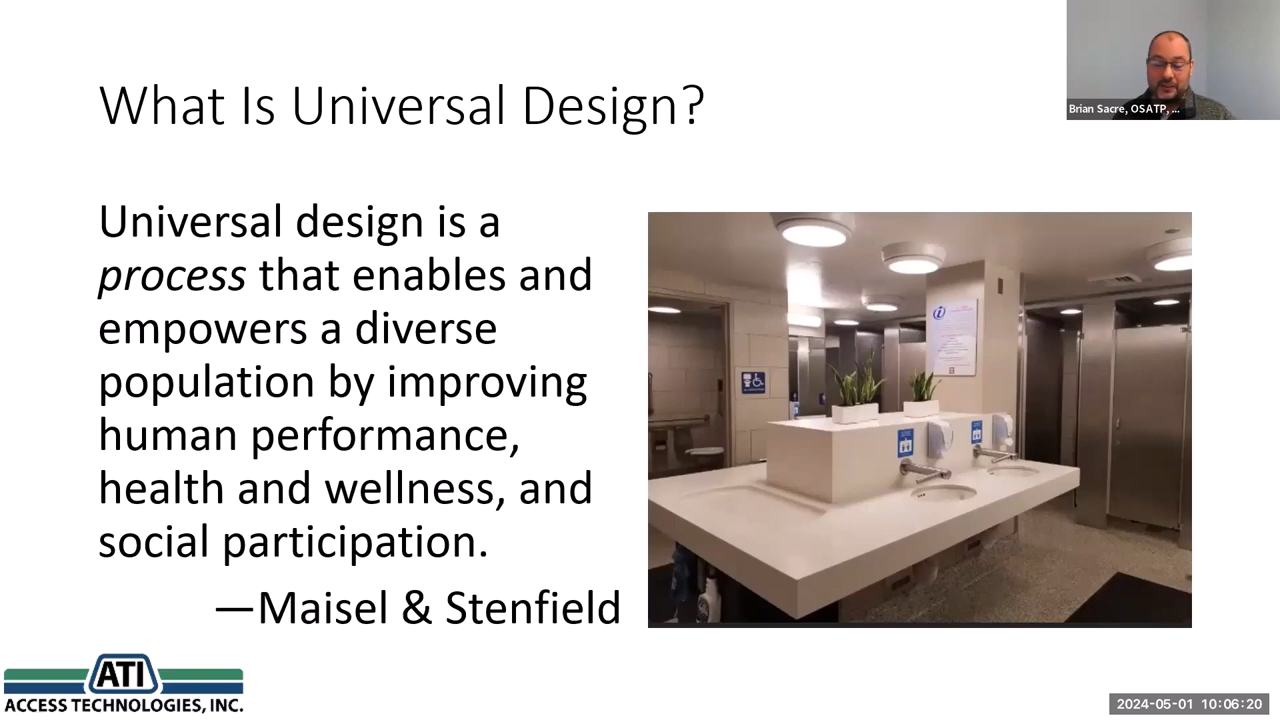 What Is Universal Design?
Brian Sacre, OSATP, ...
Universal design is a
process that enables and
empowers a diverse
population by improving
human performance,
health and wellness, and
social participation.
—Maisel & Stenfield
i
ATI
ACCESS TECHNOLOGIES, INC.
2024-05-01 10:06:20